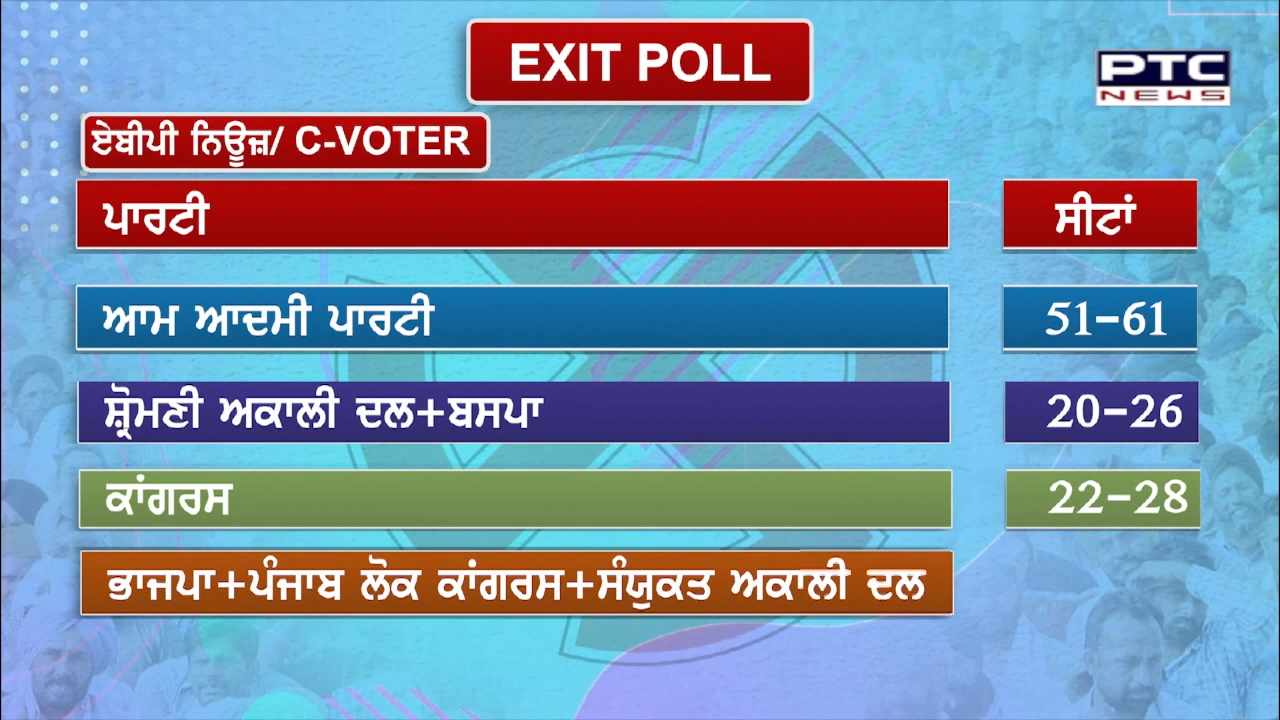 EXIT POLL
PTC
NEWS
ਏਬੀਪੀ ਨਿਊਜ਼/ C-VOTER
ਪਾਰਟੀ ਸੀਟਾਂ
ਆਮ ਆਦਮੀ ਪਾਰਟੀ 51-61
ਸ਼੍ਰੋਮਣੀ ਅਕਾਲੀ ਦਲ+ਬਸਪਾ 20-26
ਕਾਂਗਰਸ 22-28
ਭਾਜਪਾ+ਪੰਜਾਬ ਲੋਕ ਕਾਂਗਰਸ+ਸੰਯੁਕਤ ਅਕਾਲੀ ਦਲ